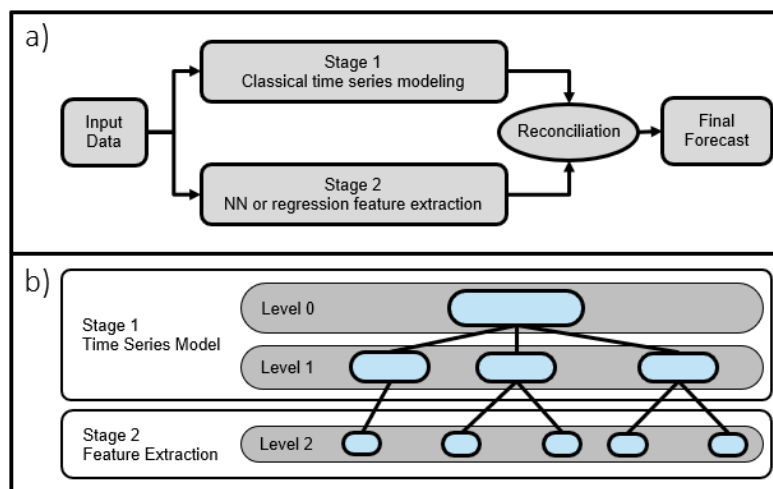 a)
Input
Data
Stage 1
Classical time series modeling
Stage 2
NN or regression feature extraction
Reconciliation
Final
Forecast
b)
Stage 1
Time Series Model
Level 0
Level 1
Stage 2
Feature Extraction
Level 2